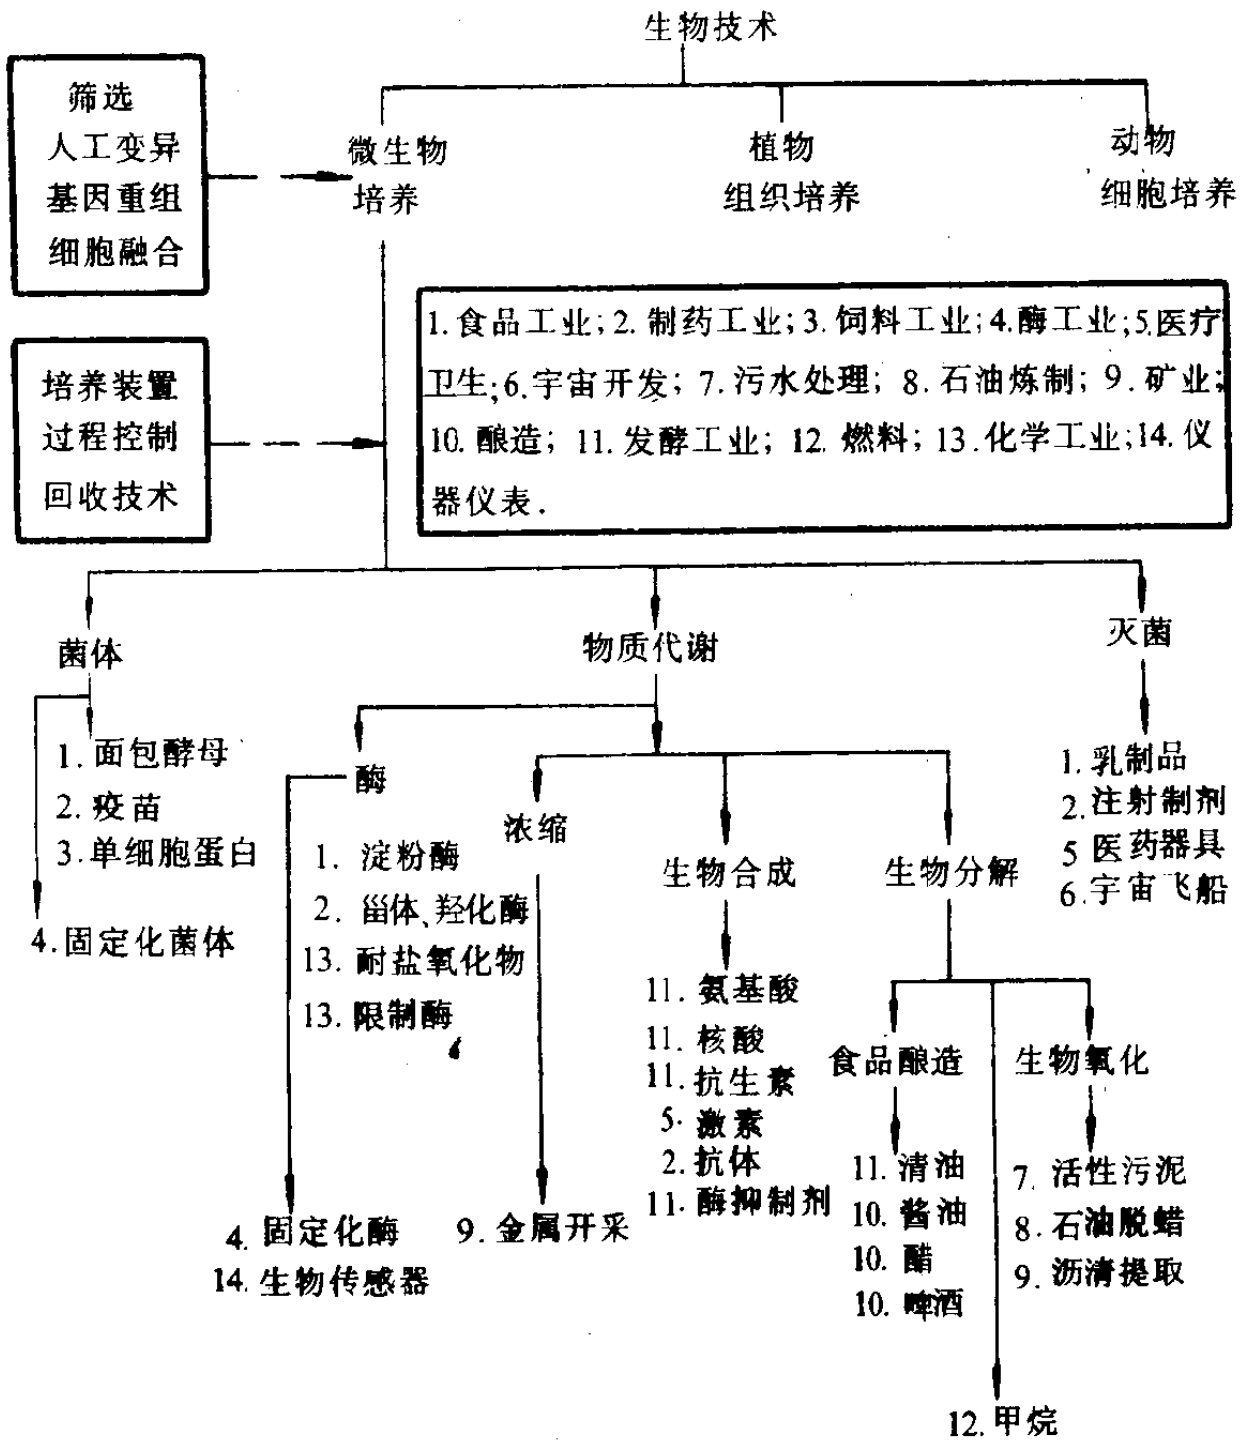 生物技术
筛选
人工变异
基因重组
细胞融合
微生物
培养
植物
组织培养
动物
细胞培养
培养装置
过程控制
回收技术
1.食品工业;2.制药工业;3.饲料工业;4.酶工业;5.医疗
卫生;6.宇宙开发;7.污水处理;8.石油炼制;9.矿业;
10.酿造;11.发酵工业;12.燃料;13.化学工业;14.仪
器仪表.
菌体
物质代谢
灭菌
1.面包酵母
2.疫苗
3.单细胞蛋白
4.固定化菌体
酶
1.淀粉酶
2.甾体、羟化酶
13.耐盐氧化物
13.限制酶
4.固定化酶
14.生物传感器
浓缩
9.金属开采
生物合成
11.氨基酸
11.核酸
11.抗生素
5.激素
2.抗体
11.酶抑制剂
生物分解
食品酿造
11.清油
10.酱油
10.醋
10.啤酒
12.甲烷
生物氧化
7.活性污泥
8.石油脱蜡
9.沥清提取
1.乳制品
2.注射制剂
5医药器具
6.宇宙飞船